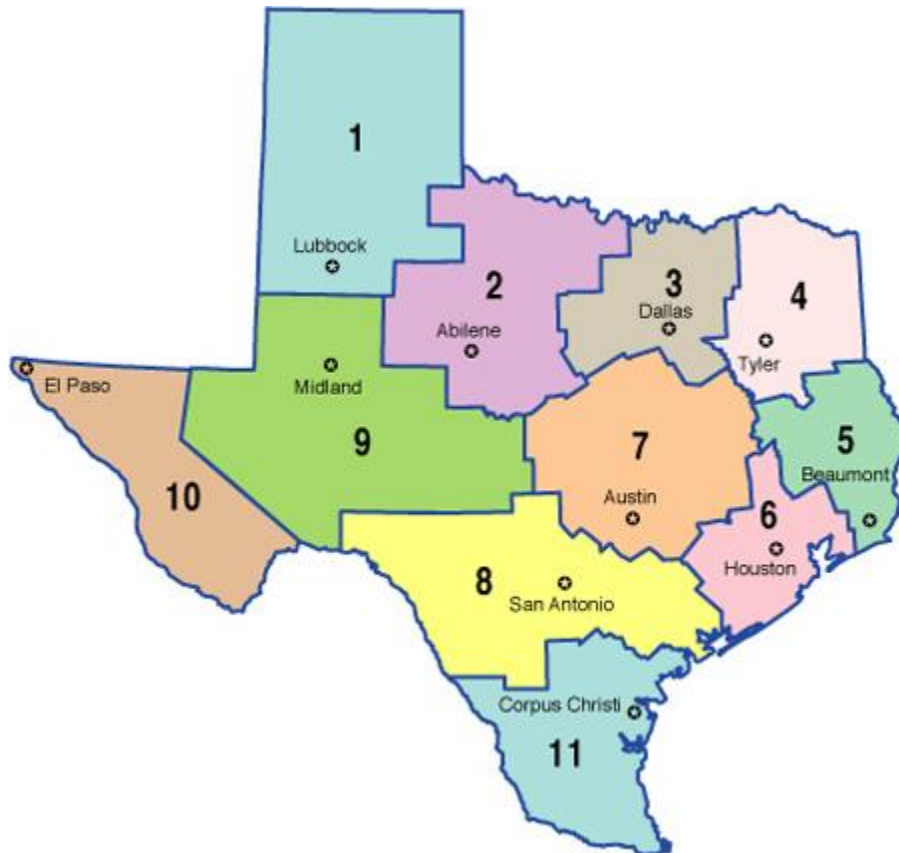 1
Lubbock
2
Abilene
3
Dallas
4
Tyler
El Paso
Midland
9
10
7
Austin
5
Beaumont
6
Houston
8
San Antonio
Corpus Christi
11